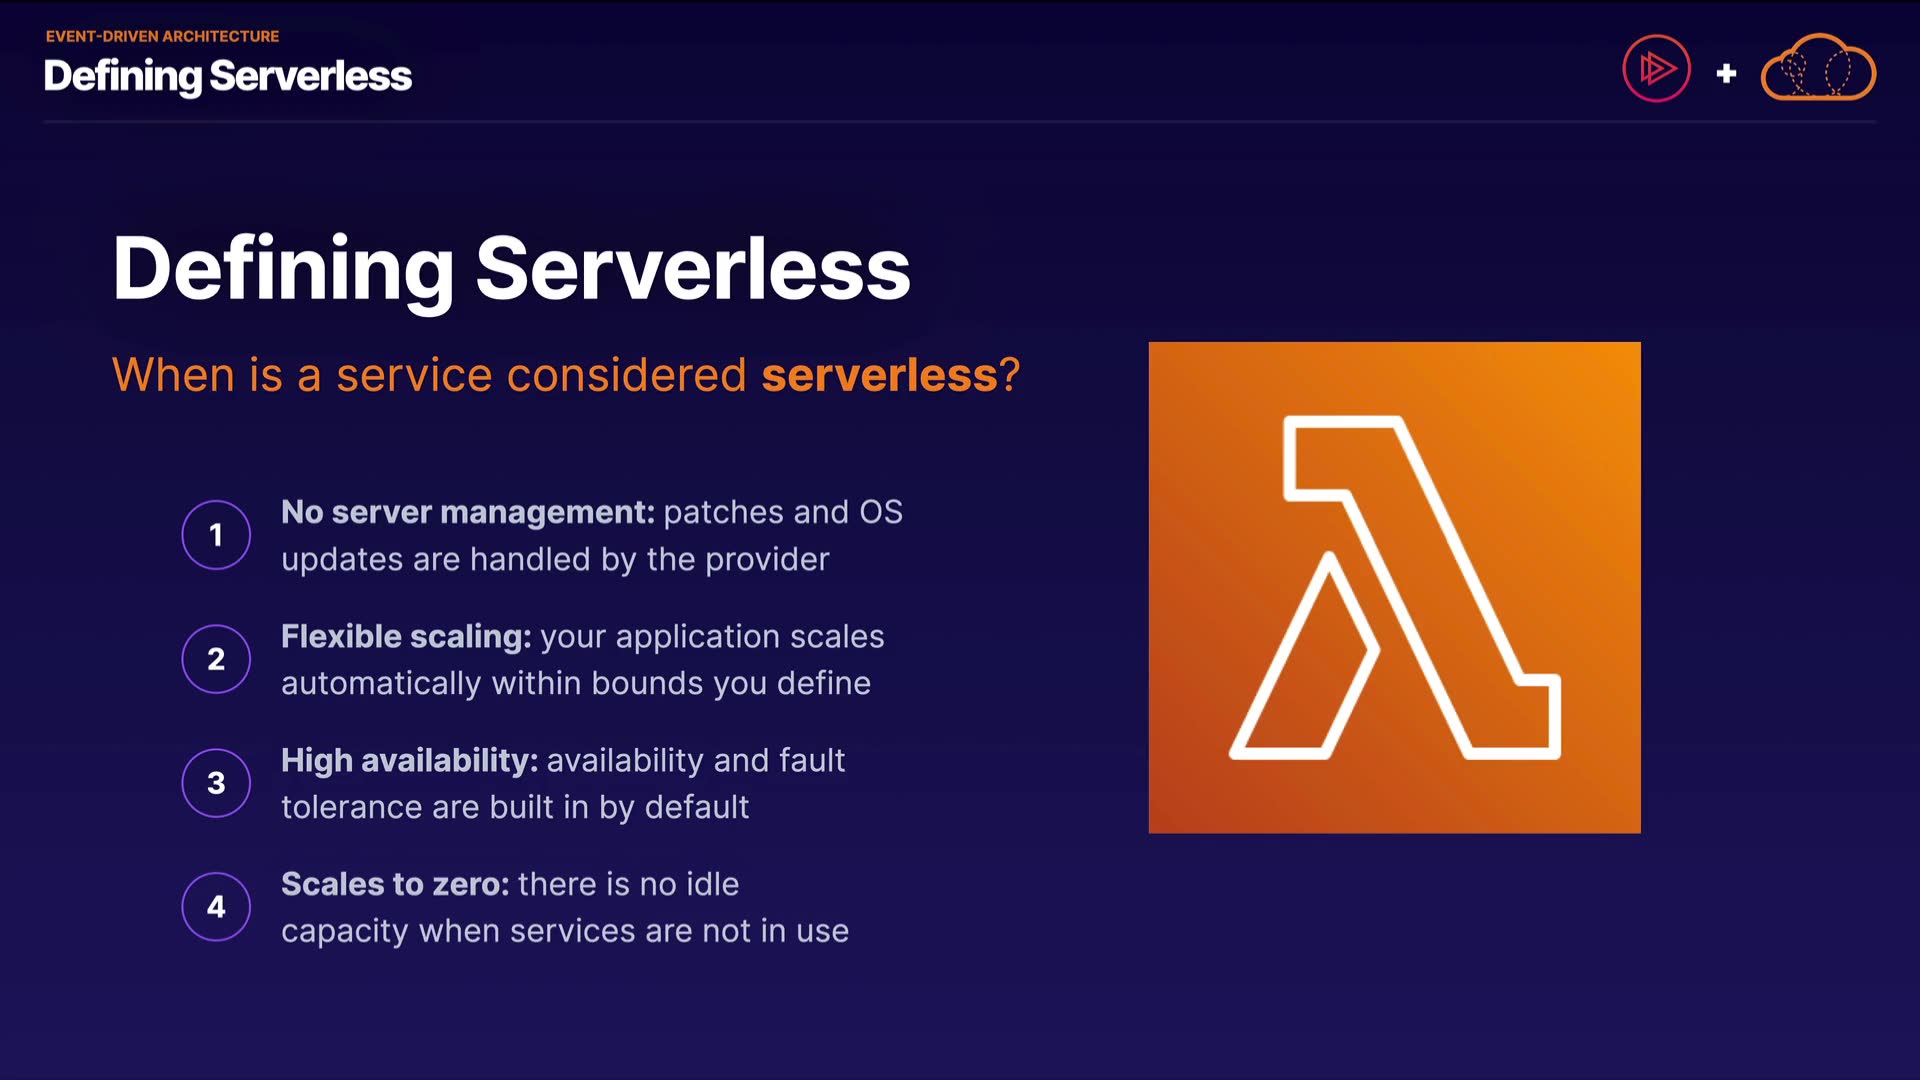 EVENT-DRIVEN ARCHITECTURE
Defining Serverless
Defining Serverless
When is a service considered serverless?
1 No server management: patches and OS
updates are handled by the provider
2 Flexible scaling: your application scales
automatically within bounds you define
3 High availability: availability and fault
tolerance are built in by default
4 Scales to zero: there is no idle
capacity when services are not in use